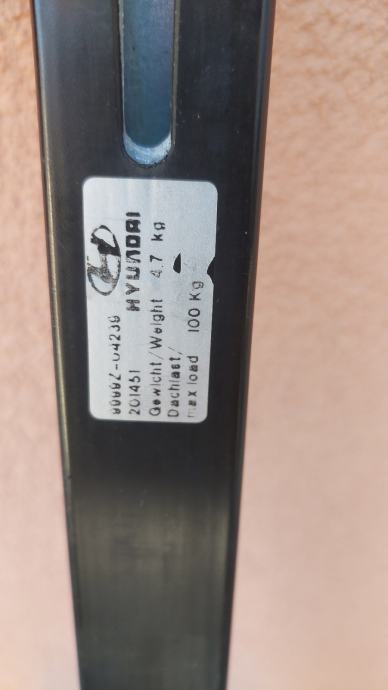 HYUNDAI
201451
Gewicht/Weight 4.7 kg
Dachlast/
max load 100 Kg